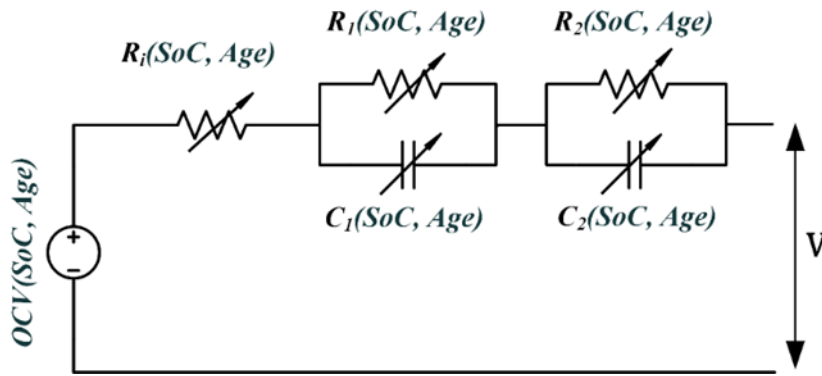 R₁(SoC, Age)
R₂(SoC, Age)
Rᵢ(SoC, Age)
C₁(SoC, Age)
C₂(SoC, Age)
OCV(SoC, Age)
+
−
V